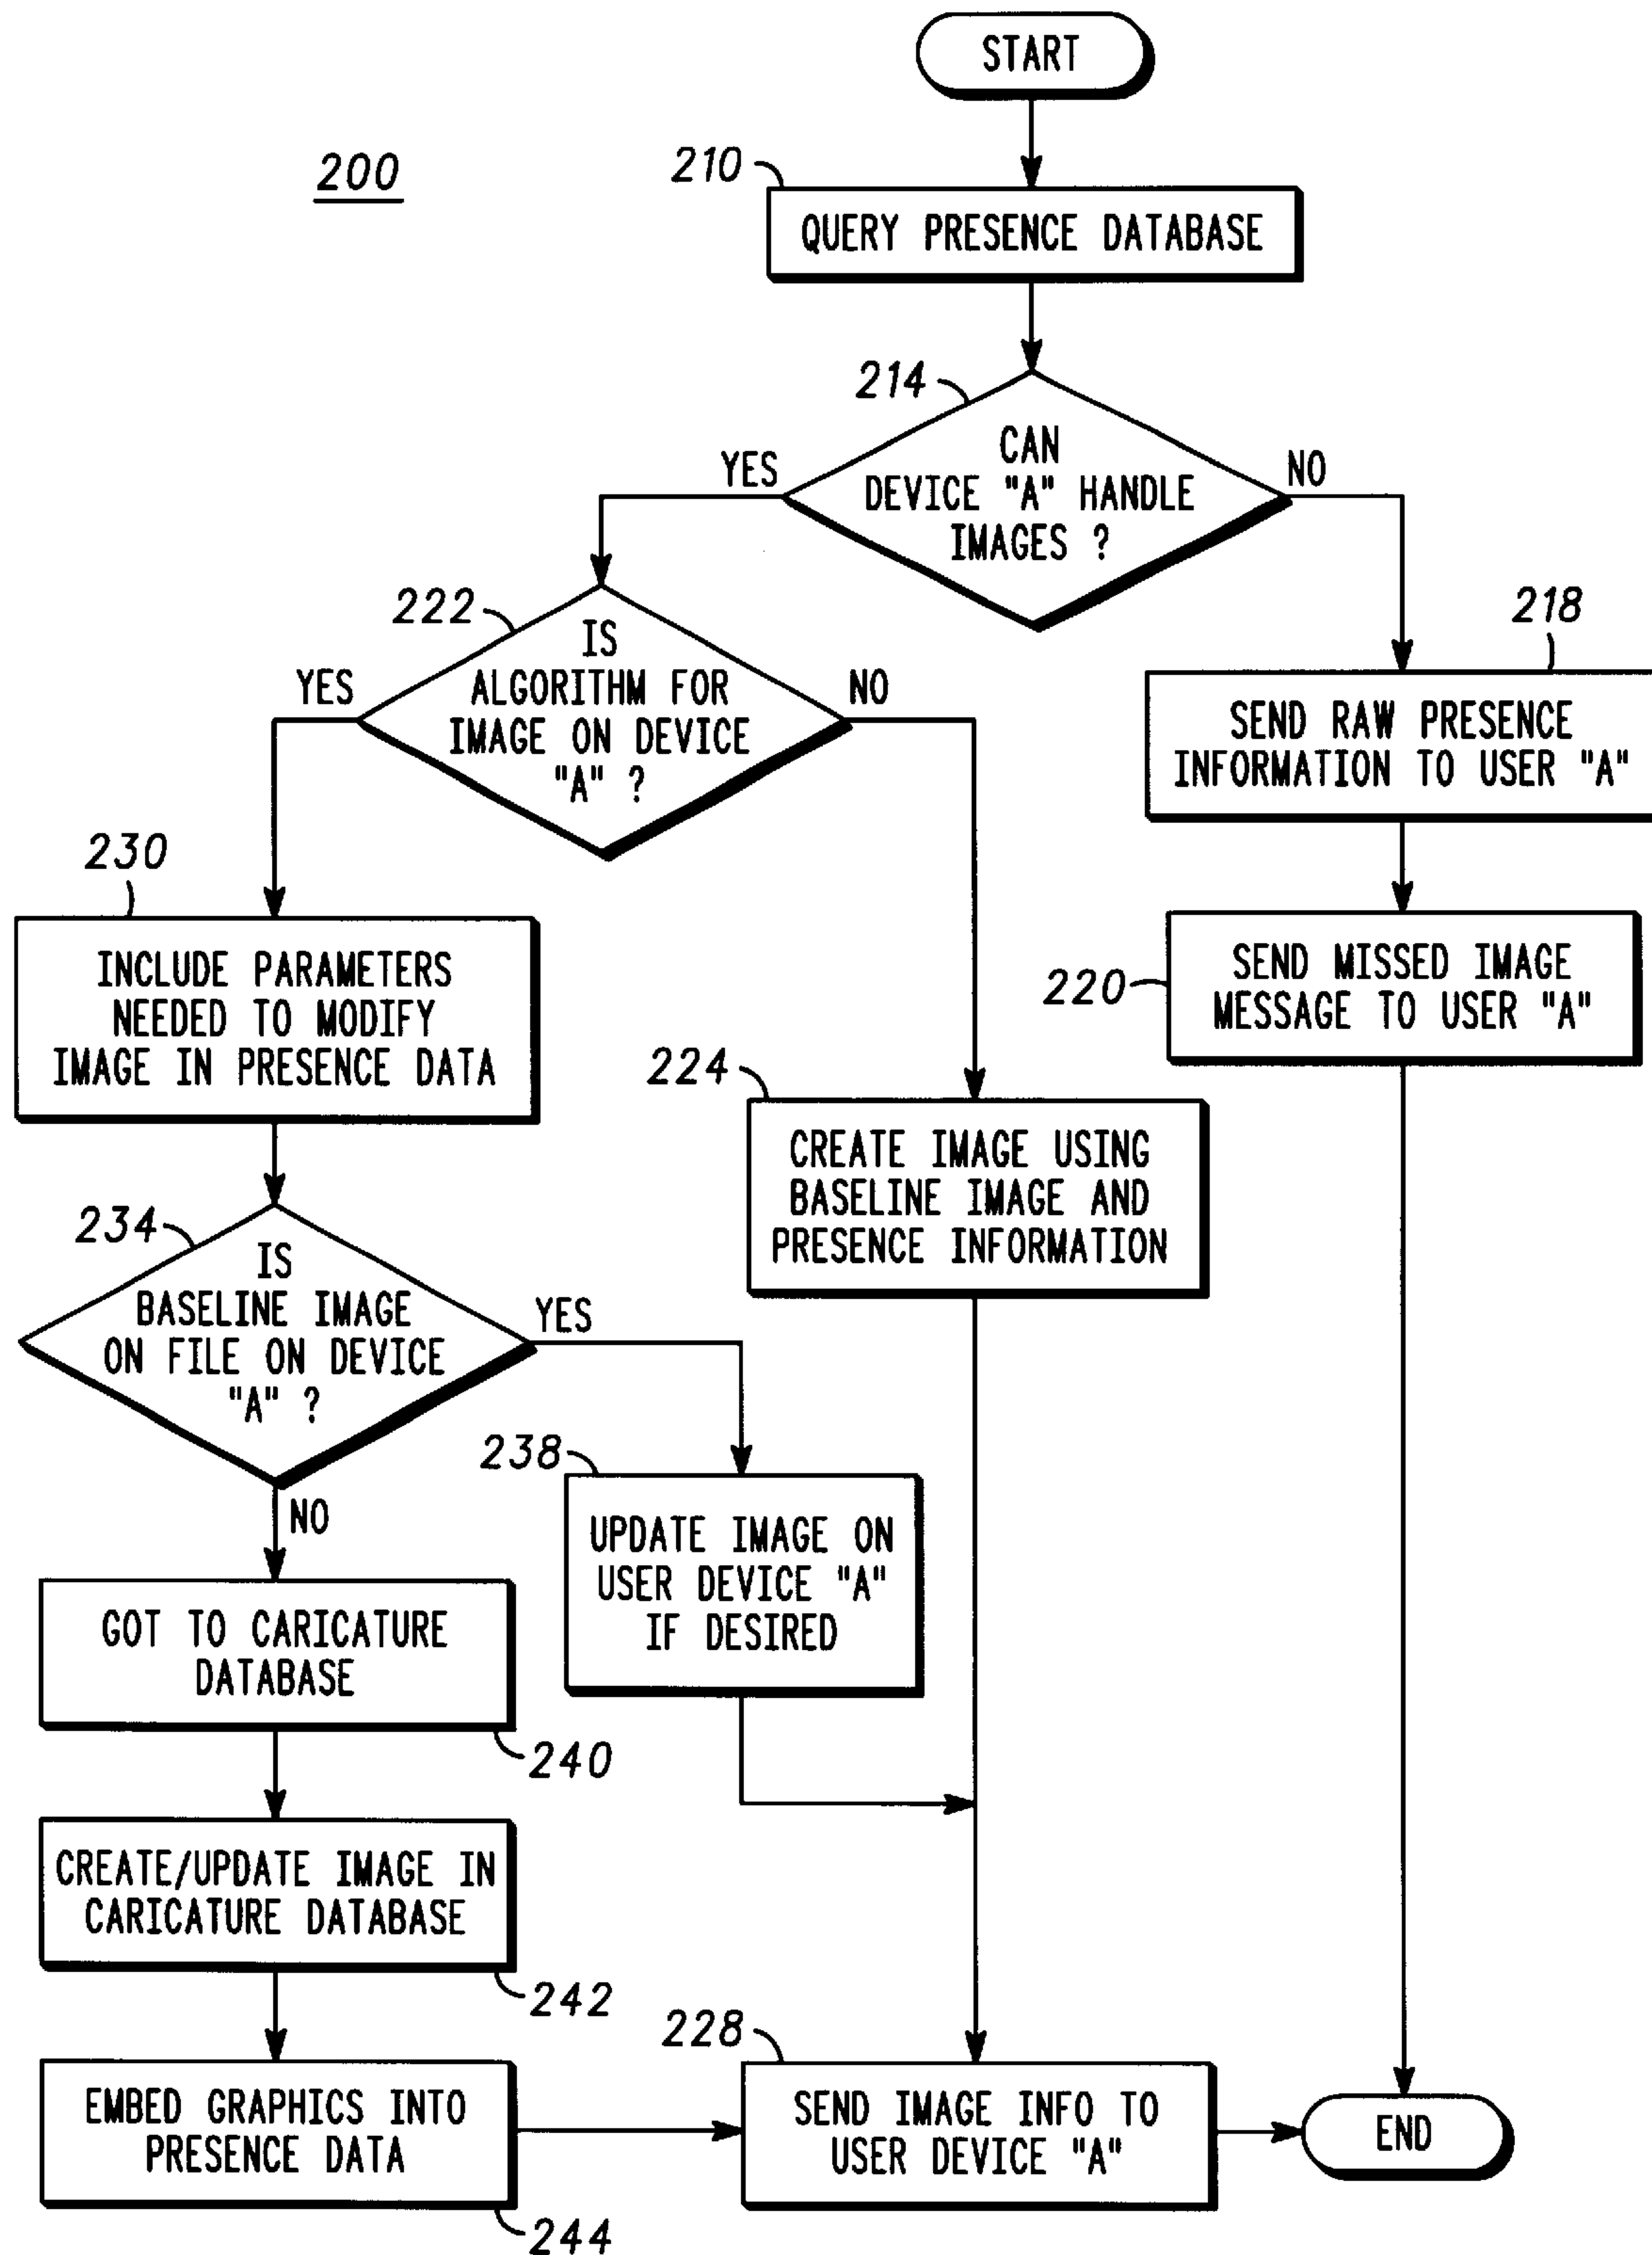 START
200
210
QUERY PRESENCE DATABASE
214
CAN
DEVICE "A" HANDLE
IMAGES ?
YES
NO
222
IS
ALGORITHM FOR
IMAGE ON DEVICE
"A" ?
YES
NO
218
SEND RAW PRESENCE
INFORMATION TO USER "A"
230
INCLUDE PARAMETERS
NEEDED TO MODIFY
IMAGE IN PRESENCE DATA
220
SEND MISSED IMAGE
MESSAGE TO USER "A"
224
CREATE IMAGE USING
BASELINE IMAGE AND
PRESENCE INFORMATION
234
IS
BASELINE IMAGE
ON FILE ON DEVICE
"A" ?
YES
NO
238
UPDATE IMAGE ON
USER DEVICE "A"
IF DESIRED
GOT TO CARICATURE
DATABASE
240
CREATE/UPDATE IMAGE IN
CARICATURE DATABASE
242
228
EMBED GRAPHICS INTO
PRESENCE DATA
244
SEND IMAGE INFO TO
USER DEVICE "A"
END